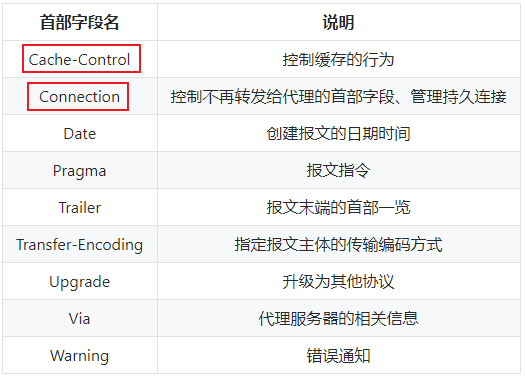 首部字段名 说明
Cache-Control 控制缓存的行为
Connection 控制不再转发给代理的首部字段、管理持久连接
Date 创建报文的日期时间
Pragma 报文指令
Trailer 报文末端的首部一览
Transfer-Encoding 指定报文主体的传输编码方式
Upgrade 升级为其他协议
Via 代理服务器的相关信息
Warning 错误通知